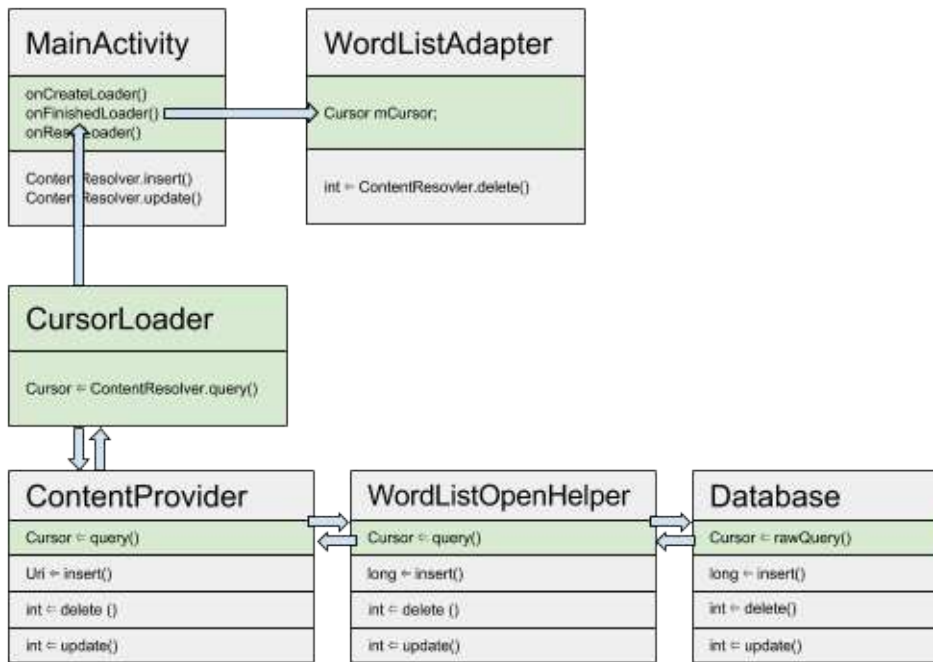 MainActivity
onCreateLoader()
onFinishedLoader()
Loader()
ContentResolver.insert()
ContentResolver.update()
WordListAdapter
Cursor mCursor;
int ⇐ ContentResovler.delete()
CursorLoader
Cursor ⇐ ContentResolver.query()
ContentProvider
Cursor ⇐ query()
Uri ⇐ insert()
int ⇐ delete ()
int ⇐ update()
WordListOpenHelper
Cursor ⇐ query()
long ⇐ insert()
int ⇐ delete ()
int ⇐ update()
Database
Cursor ⇐ rawQuery()
long ⇐ insert()
int ⇐ delete()
int ⇐ update()